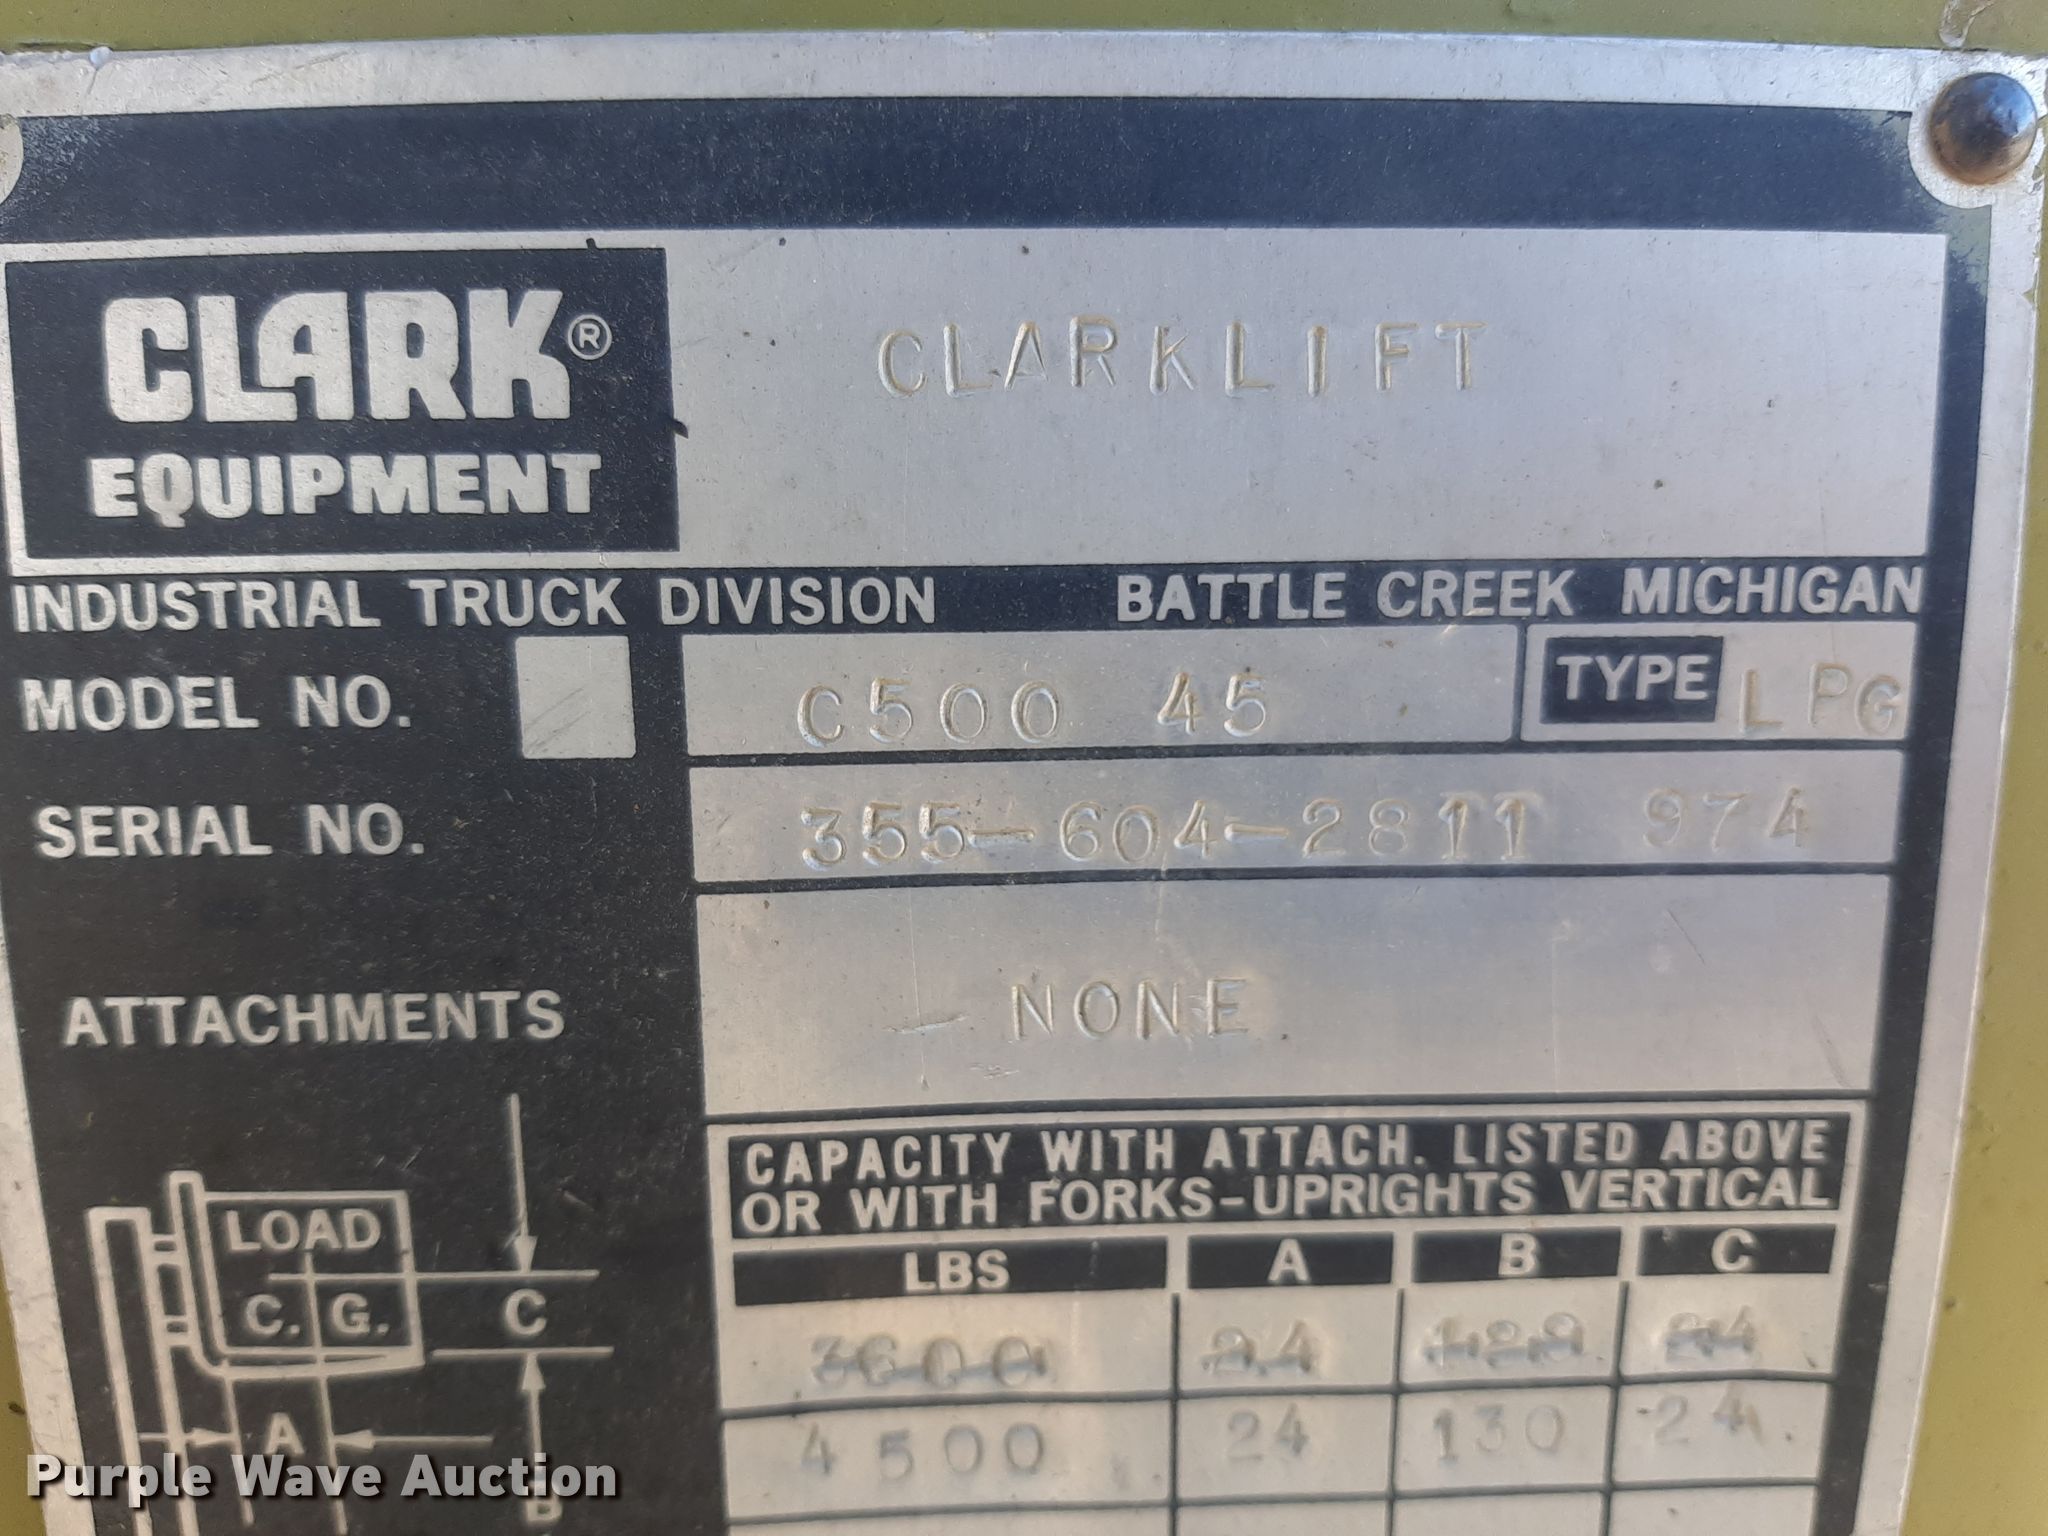 CLARK®
EQUIPMENT
CLARKLIFT
INDUSTRIAL TRUCK DIVISION BATTLE CREEK MICHIGAN
MODEL NO. C500 45 TYPE LPG
SERIAL NO. 355-604-2811 974
ATTACHMENTS NONE
CAPACITY WITH ATTACH. LISTED ABOVE
OR WITH FORKS-UPRIGHTS VERTICAL
LBS A B C
3600 24
4500 24 130 24
LOAD
C. G.
C
A
B
Purple Wave Auction